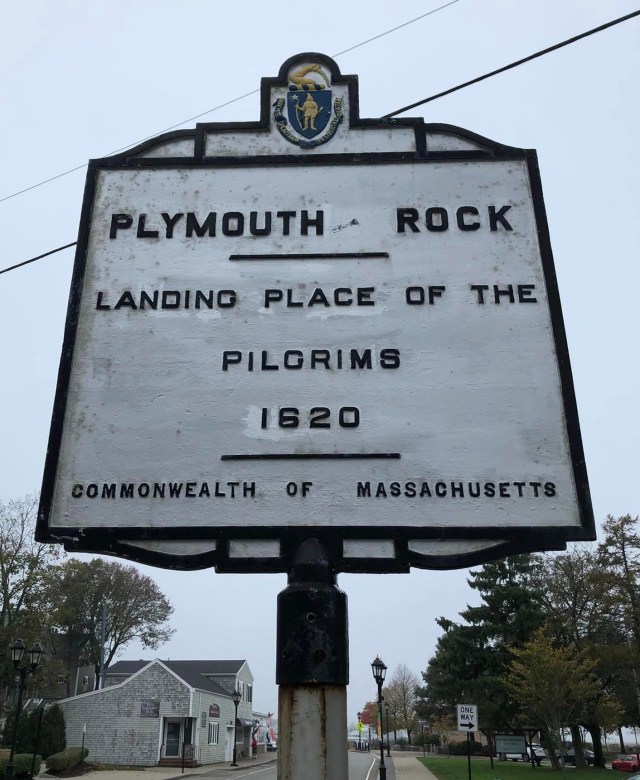 PLYMOUTH ROCK
LANDING PLACE OF THE
PILGRIMS
1620
COMMONWEALTH OF MASSACHUSETTS
ONE WAY